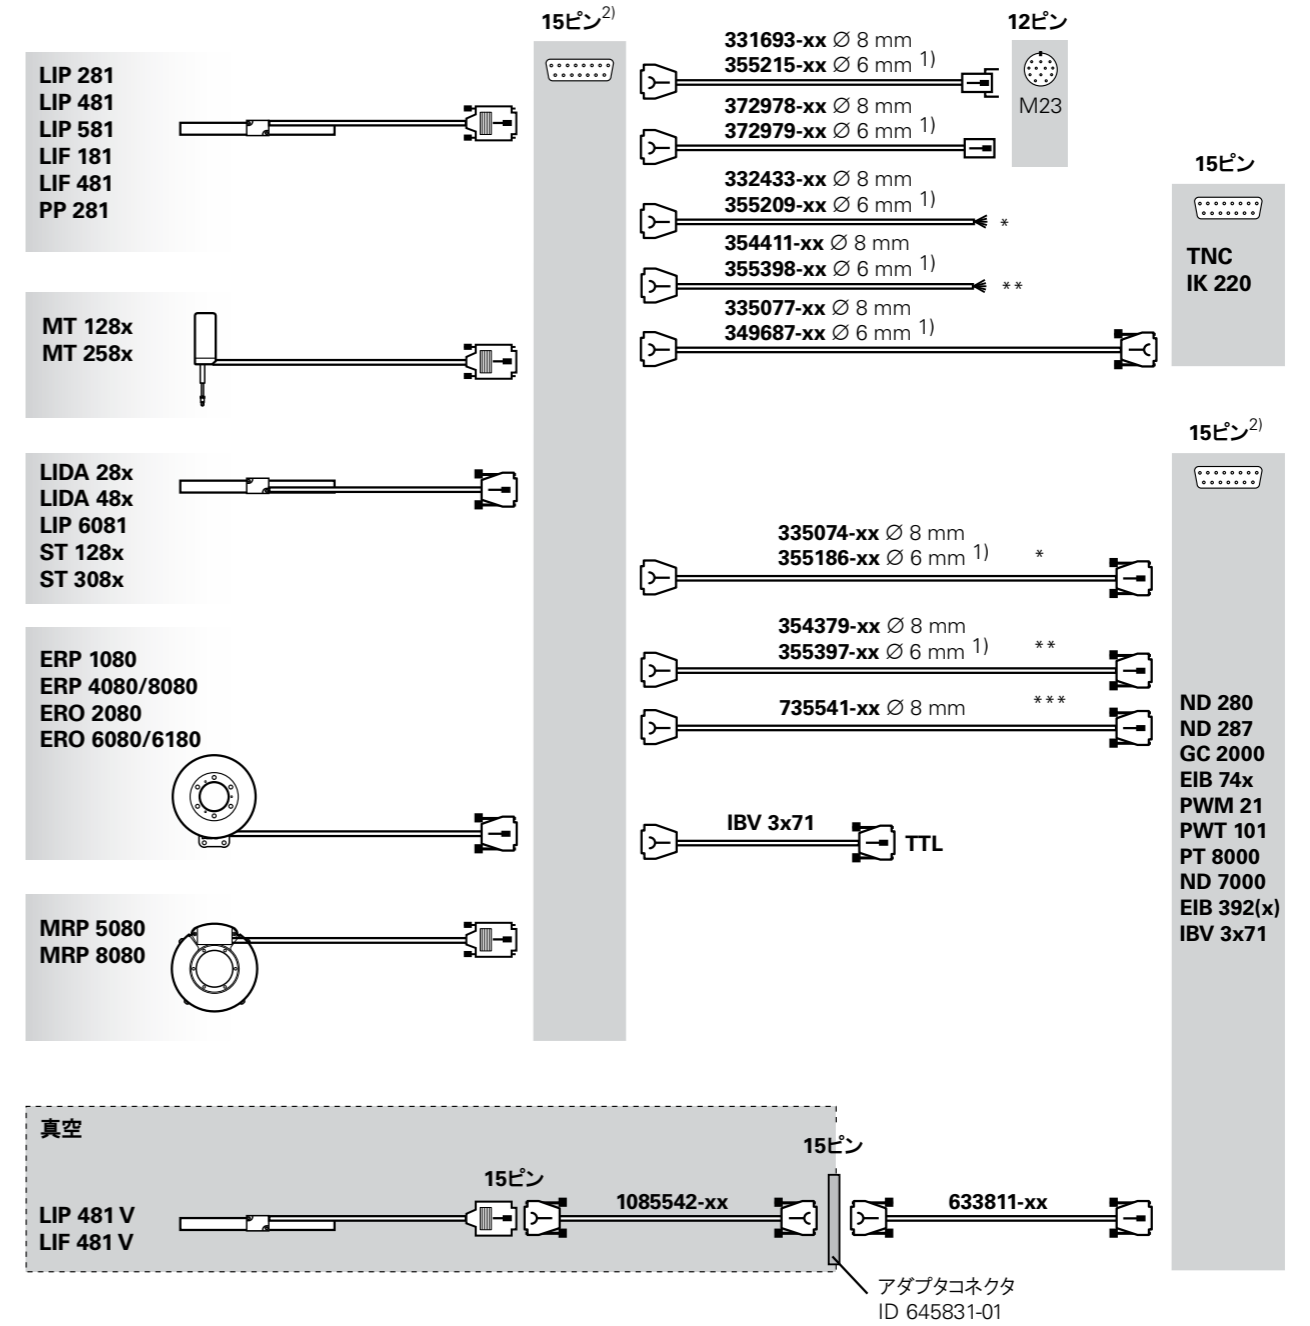 15ピン2)
12ピン
LIP 281
LIP 481
LIP 581
LIF 181
LIF 481
PP 281
331693-xx Ø 8 mm
355215-xx Ø 6 mm 1)
M23
372978-xx Ø 8 mm
372979-xx Ø 6 mm 1)
332433-xx Ø 8 mm
355209-xx Ø 6 mm 1)
*
354411-xx Ø 8 mm
355398-xx Ø 6 mm 1)
**
335077-xx Ø 8 mm
349687-xx Ø 6 mm 1)
15ピン
TNC
IK 220
MT 128x
MT 258x
15ピン2)
LIDA 28x
LIDA 48x
LIP 6081
ST 128x
ST 308x
335074-xx Ø 8 mm
355186-xx Ø 6 mm 1)
*
354379-xx Ø 8 mm
355397-xx Ø 6 mm 1)
**
735541-xx Ø 8 mm
***
ERP 1080
ERP 4080/8080
ERO 2080
ERO 6080/6180
IBV 3x71
TTL
ND 280
ND 287
GC 2000
EIB 74x
PWM 21
PWT 101
PT 8000
ND 7000
EIB 392(x)
IBV 3x71
MRP 5080
MRP 8080
真空
15ピン
15ピン
LIP 481 V
LIF 481 V
1085542-xx
633811-xx
アダプタコネクタ
ID 645831-01